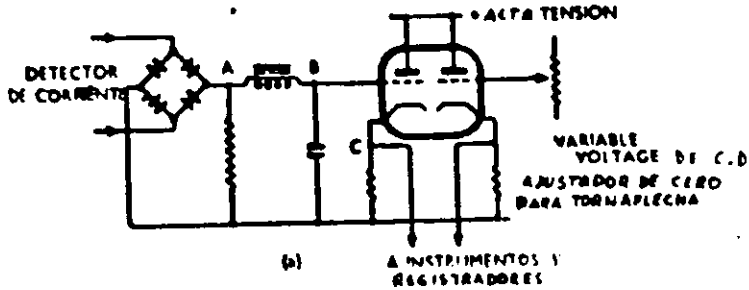 + ALTA TENSION
DETECTOR
DE CORRIENTE
A
B
C
VARIABLE
VOLTAGE DE C.D
AJUSTADOR DE CERO
PARA TORNAFLECHA
(a)
A INSTRUMENTOS Y
REGISTRADORES